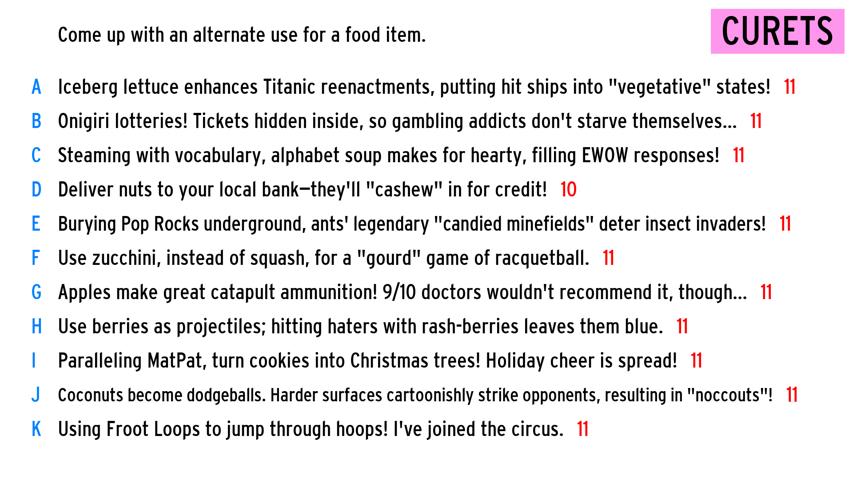 Come up with an alternate use for a food item.
CURETS
A Iceberg lettuce enhances Titanic reenactments, putting hit ships into "vegetative" states! 11
B Onigiri lotteries! Tickets hidden inside, so gambling addicts don't starve themselves... 11
C Steaming with vocabulary, alphabet soup makes for hearty, filling EWOW responses! 11
D Deliver nuts to your local bank—they'll "cashew" in for credit! 10
E Burying Pop Rocks underground, ants' legendary "candied minefields" deter insect invaders! 11
F Use zucchini, instead of squash, for a "gourd" game of racquetball. 11
G Apples make great catapult ammunition! 9/10 doctors wouldn't recommend it, though... 11
H Use berries as projectiles; hitting haters with rash-berries leaves them blue. 11
I Paralleling MatPat, turn cookies into Christmas trees! Holiday cheer is spread! 11
J Coconuts become dodgeballs. Harder surfaces cartoonishly strike opponents, resulting in "noccouts"! 11
K Using Froot Loops to jump through hoops! I've joined the circus. 11